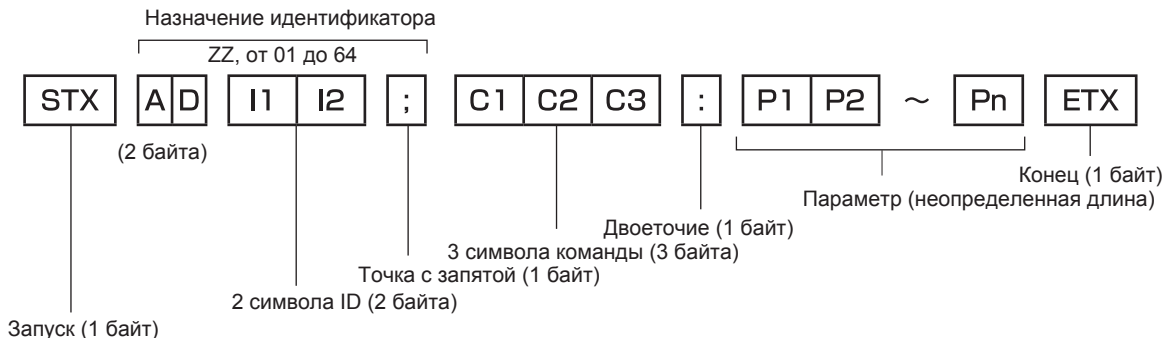 Назначение идентификатора
ZZ, от 01 до 64
STX AD I1 I2 ; C1 C2 C3 : P1 P2 ~ Pn ETX
(2 байта)
Конец (1 байт)
Параметр (неопределенная длина)
Двоеточие (1 байт)
3 символа команды (3 байта)
Точка с запятой (1 байт)
2 символа ID (2 байта)
Запуск (1 байт)